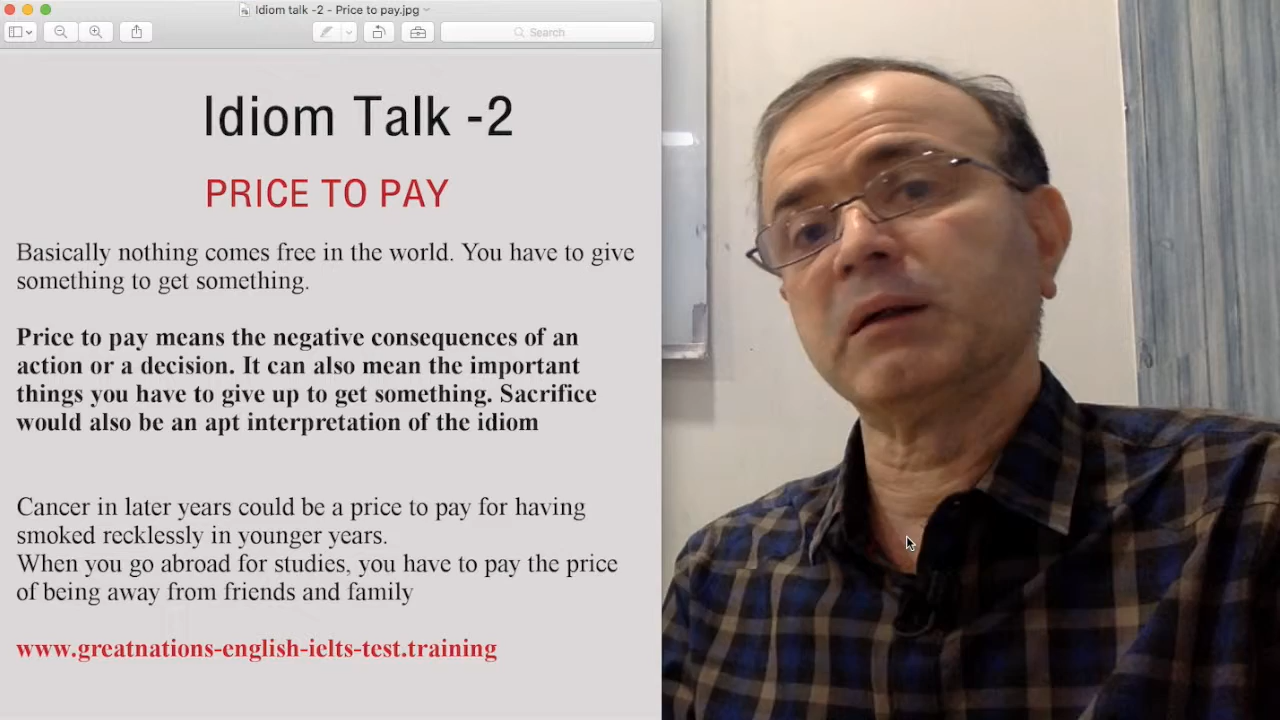 Idiom talk -2 - Price to pay.jpg
Search
Idiom Talk -2
PRICE TO PAY
Basically nothing comes free in the world. You have to give
something to get something.
Price to pay means the negative consequences of an
action or a decision. It can also mean the important
things you have to give up to get something. Sacrifice
would also be an apt interpretation of the idiom
Cancer in later years could be a price to pay for having
smoked recklessly in younger years.
When you go abroad for studies, you have to pay the price
of being away from friends and family
www.greatnations-english-ielts-test.training